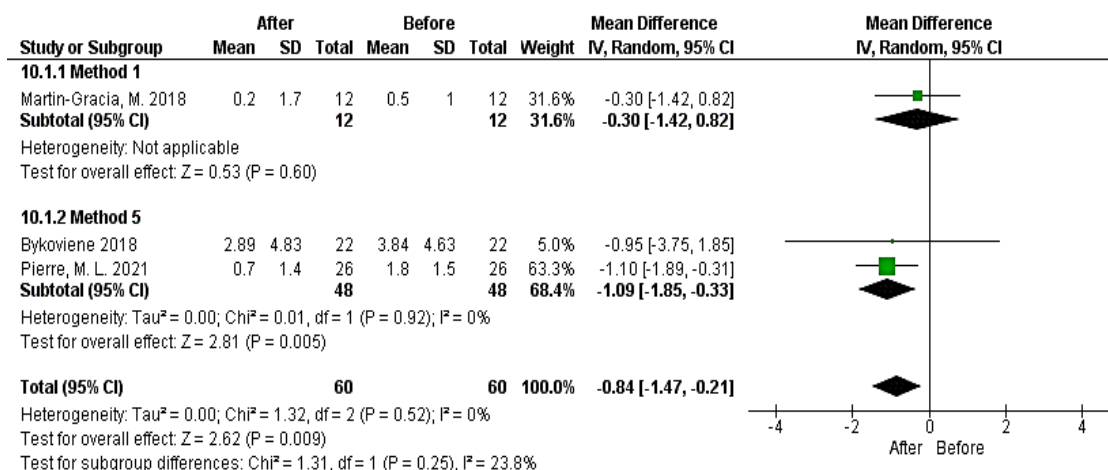 After Before Mean Difference Mean Difference
Study or Subgroup Mean SD Total Mean SD Total Weight IV, Random, 95% CI IV, Random, 95% CI
10.1.1 Method 1
Martin-Gracia, M. 2018 0.2 1.7 12 0.5 1 12 31.6% -0.30 [-1.42, 0.82]
Subtotal (95% CI) 12 12 31.6% -0.30 [-1.42, 0.82]
Heterogeneity: Not applicable
Test for overall effect: Z = 0.53 (P = 0.60)
10.1.2 Method 5
Bykoviene 2018 2.89 4.83 22 3.84 4.63 22 5.0% -0.95 [-3.75, 1.85]
Pierre, M. L. 2021 0.7 1.4 26 1.8 1.5 26 63.3% -1.10 [-1.89, -0.31]
Subtotal (95% CI) 48 48 68.4% -1.09 [-1.85, -0.33]
Heterogeneity: Tau² = 0.00; Chi² = 0.01, df = 1 (P = 0.92); I² = 0%
Test for overall effect: Z = 2.81 (P = 0.005)
Total (95% CI) 60 60 100.0% -0.84 [-1.47, -0.21]
Heterogeneity: Tau² = 0.00; Chi² = 1.32, df = 2 (P = 0.52); I² = 0%
Test for overall effect: Z = 2.62 (P = 0.009)
Test for subgroup differences: Chi² = 1.31, df = 1 (P = 0.25), I² = 23.8%
-4 -2 0 2 4
After Before